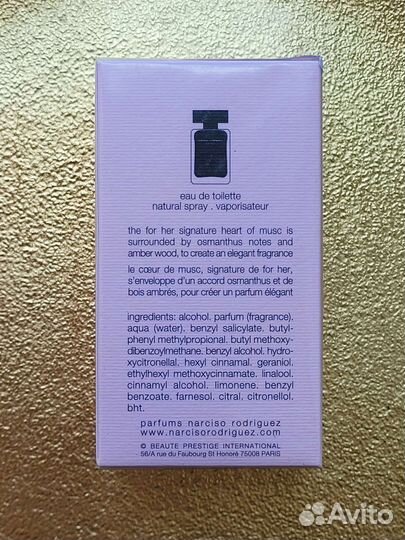 eau de toilette
natural spray . vaporisateur
the for her signature heart of musc is
surrounded by osmanthus notes and
amber wood, to create an elegant fragrance
le cœur de musc, signature de for her,
s'enveloppe d'un accord osmanthus et de
bois ambrés, pour créer un parfum élégant
ingredients: alcohol. parfum (fragrance).
aqua (water). benzyl salicylate. butyl-
phenyl methylpropional. butyl methoxy-
dibenzoylmethane. benzyl alcohol. hydro-
xycitronellal. hexyl cinnamal. geraniol.
ethylhexyl methoxycinnamate. linalool.
cinnamyl alcohol. limonene. benzyl
benzoate. farnesol. citral. citronellol.
bht.
parfums narciso rodriguez
www.narcisorodriguez.com
© BEAUTE PRESTIGE INTERNATIONAL
56/A rue du Faubourg St Honoré 75008 PARIS
Avito